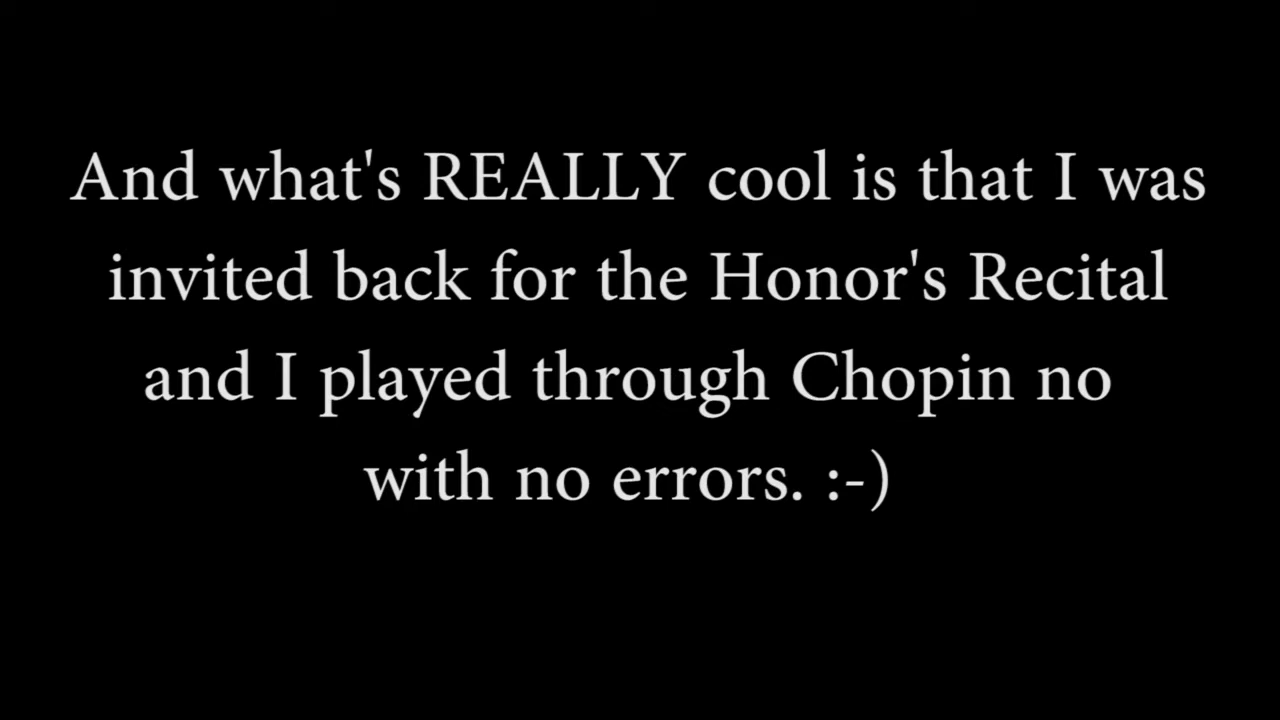 And what's REALLY cool is that I was
invited back for the Honor's Recital
and I played through Chopin no
with no errors. :-)